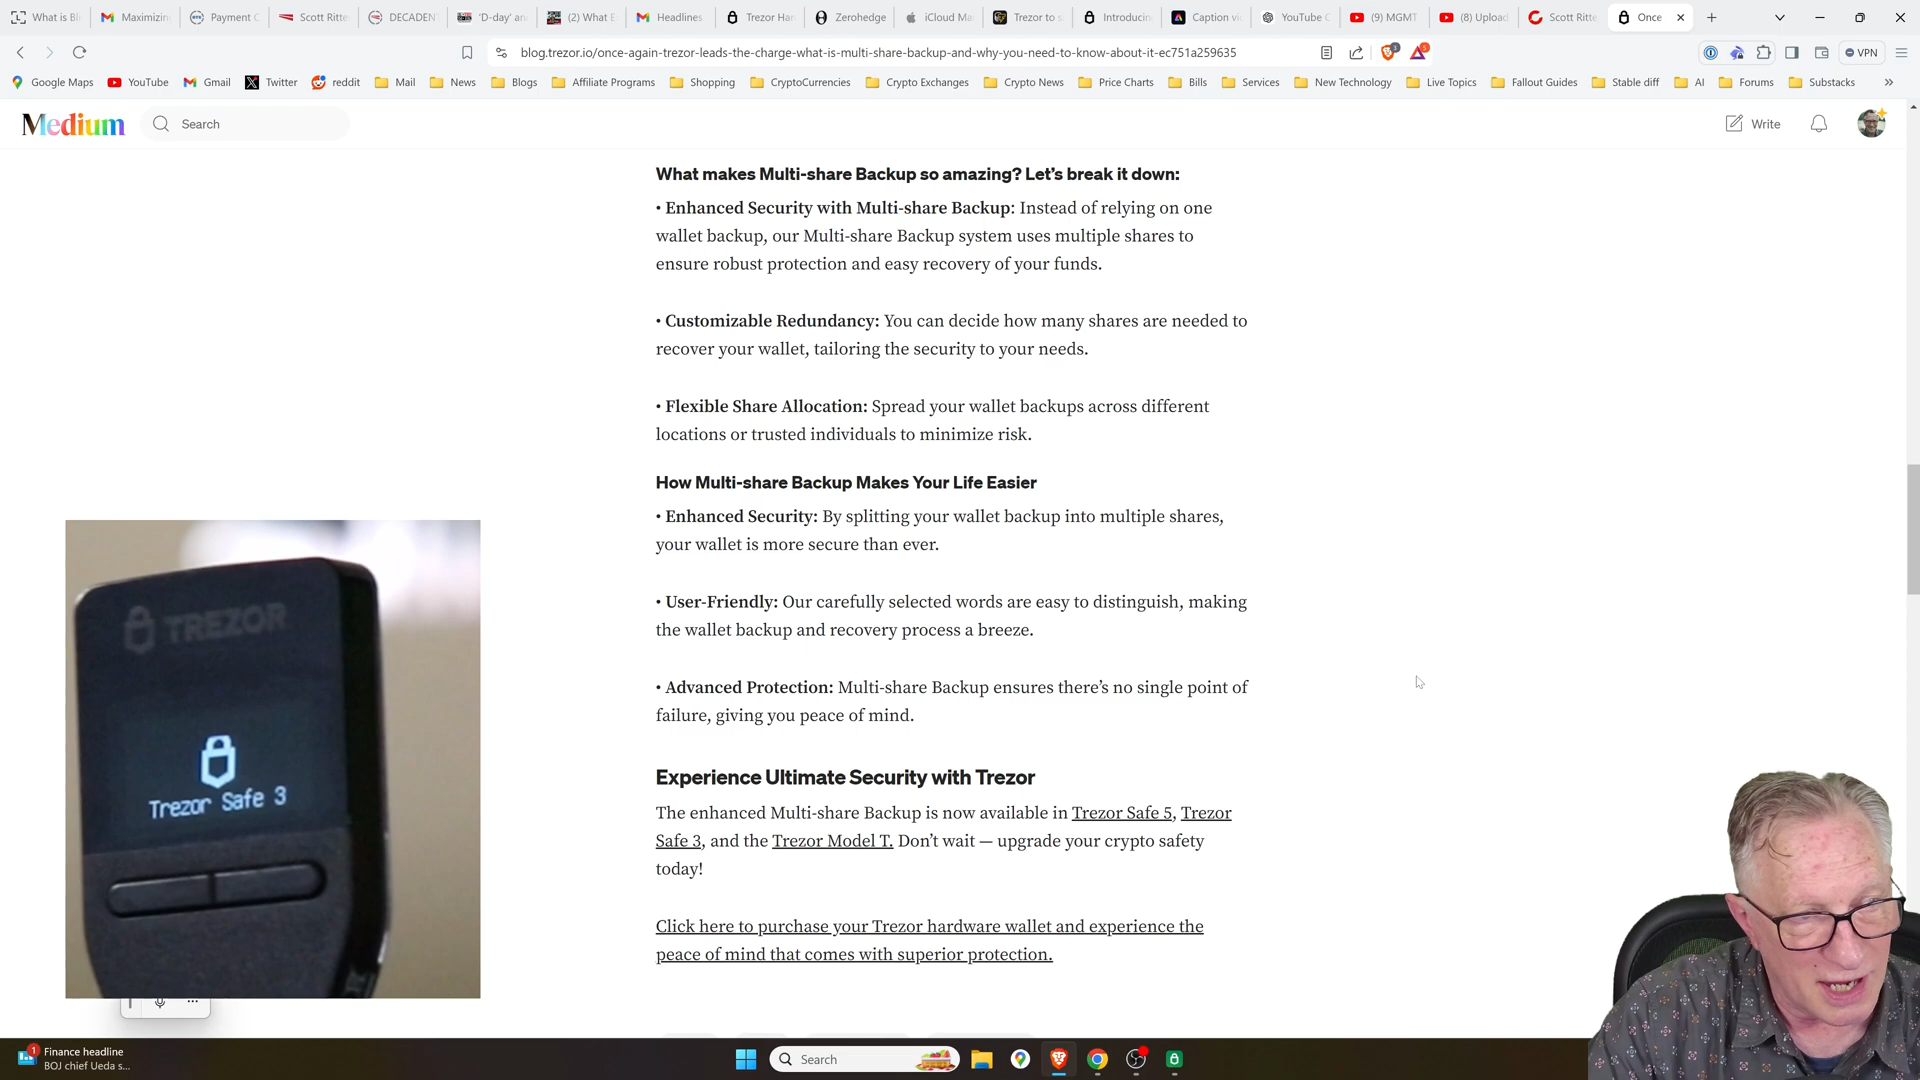 What is Bl
Maximizin
Payment C
Scott Ritte
DECADENT
'D-day' an
(2) What E
Headlines
Trezor Har
Zerohedge
iCloud Ma
Trezor to s
Introducin
Caption vi
YouTube C
(9) MGMT
(8) Upload
Scott Ritte
Once
blog.trezor.io/once-again-trezor-leads-the-charge-what-is-multi-share-backup-and-why-you-need-to-know-about-it-ec751a259635
VPN
Google Maps YouTube Gmail Twitter reddit Mail News Blogs Affiliate Programs Shopping CryptoCurrencies Crypto Exchanges Crypto News Price Charts Bills Services New Technology Live Topics Fallout Guides Stable diff AI Forums Substacks »
Medium
Search
Write
What makes Multi-share Backup so amazing? Let's break it down:
• Enhanced Security with Multi-share Backup: Instead of relying on one
wallet backup, our Multi-share Backup system uses multiple shares to
ensure robust protection and easy recovery of your funds.
• Customizable Redundancy: You can decide how many shares are needed to
recover your wallet, tailoring the security to your needs.
• Flexible Share Allocation: Spread your wallet backups across different
locations or trusted individuals to minimize risk.
How Multi-share Backup Makes Your Life Easier
• Enhanced Security: By splitting your wallet backup into multiple shares,
your wallet is more secure than ever.
• User-Friendly: Our carefully selected words are easy to distinguish, making
the wallet backup and recovery process a breeze.
• Advanced Protection: Multi-share Backup ensures there's no single point of
failure, giving you peace of mind.
Experience Ultimate Security with Trezor
The enhanced Multi-share Backup is now available in Trezor Safe 5, Trezor
Safe 3, and the Trezor Model T. Don't wait — upgrade your crypto safety
today!
Click here to purchase your Trezor hardware wallet and experience the
peace of mind that comes with superior protection.
TREZOR
Trezor Safe 3
1
Finance headline
BOJ chief Ueda s...
Search